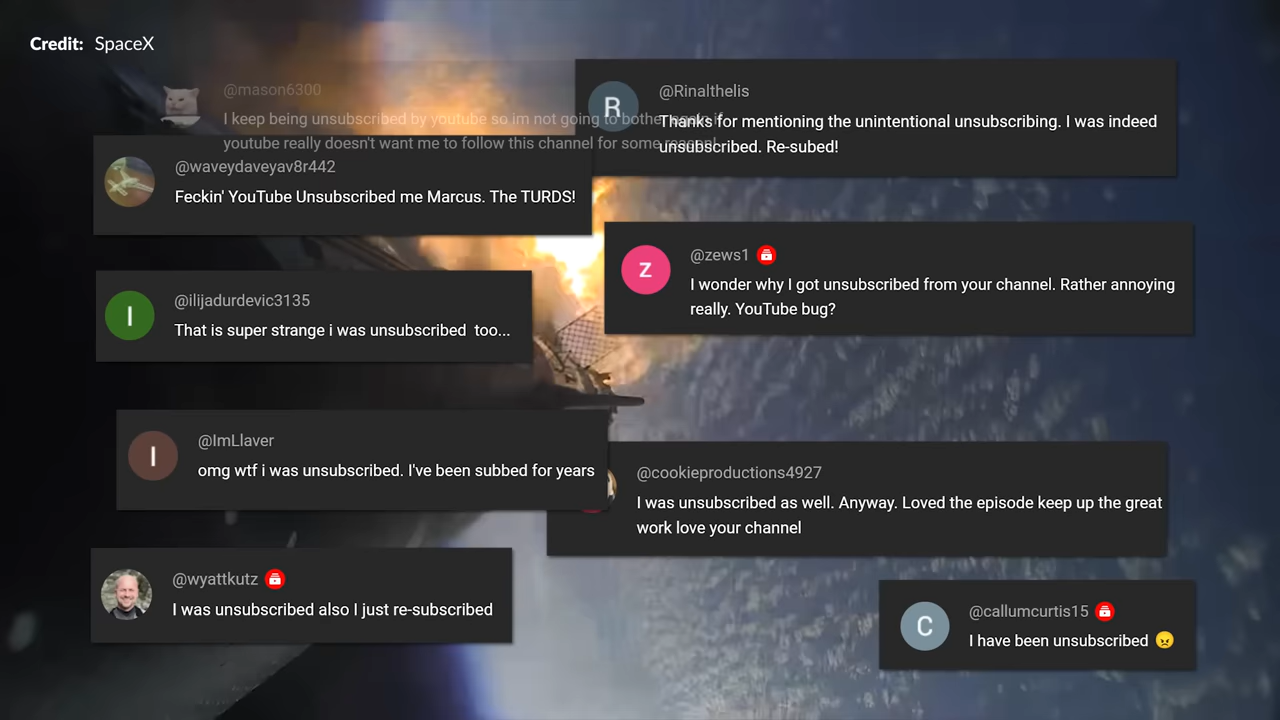 Credit: SpaceX
@mason6300
I keep being unsubscribed by youtube so im not going to bothe
youtube really doesn't want me to follow this channel for some reason
@Rinalthelis
Thanks for mentioning the unintentional unsubscribing. I was indeed
unsubscribed. Re-subed!
@waveydaveyav8r442
Feckin' YouTube Unsubscribed me Marcus. The TURDS!
@zews1
I wonder why I got unsubscribed from your channel. Rather annoying
really. YouTube bug?
@ilijadurdevic3135
That is super strange i was unsubscribed too...
@ImLlaver
omg wtf i was unsubscribed. I've been subbed for years
@cookieproductions4927
I was unsubscribed as well. Anyway. Loved the episode keep up the great
work love your channel
@wyattkutz
I was unsubscribed also I just re-subscribed
@callumcurtis15
I have been unsubscribed 😠
R
Z
I
I
C